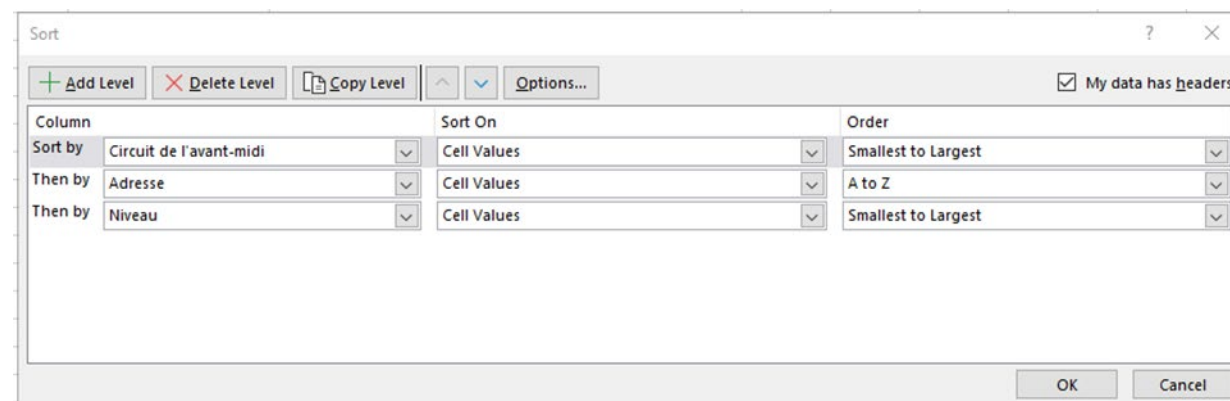 Sort ?
Add Level Delete Level Copy Level Options... My data has headers
Column Sort On Order
Sort by Circuit de l'avant-midi Cell Values Smallest to Largest
Then by Adresse Cell Values A to Z
Then by Niveau Cell Values Smallest to Largest
OK Cancel